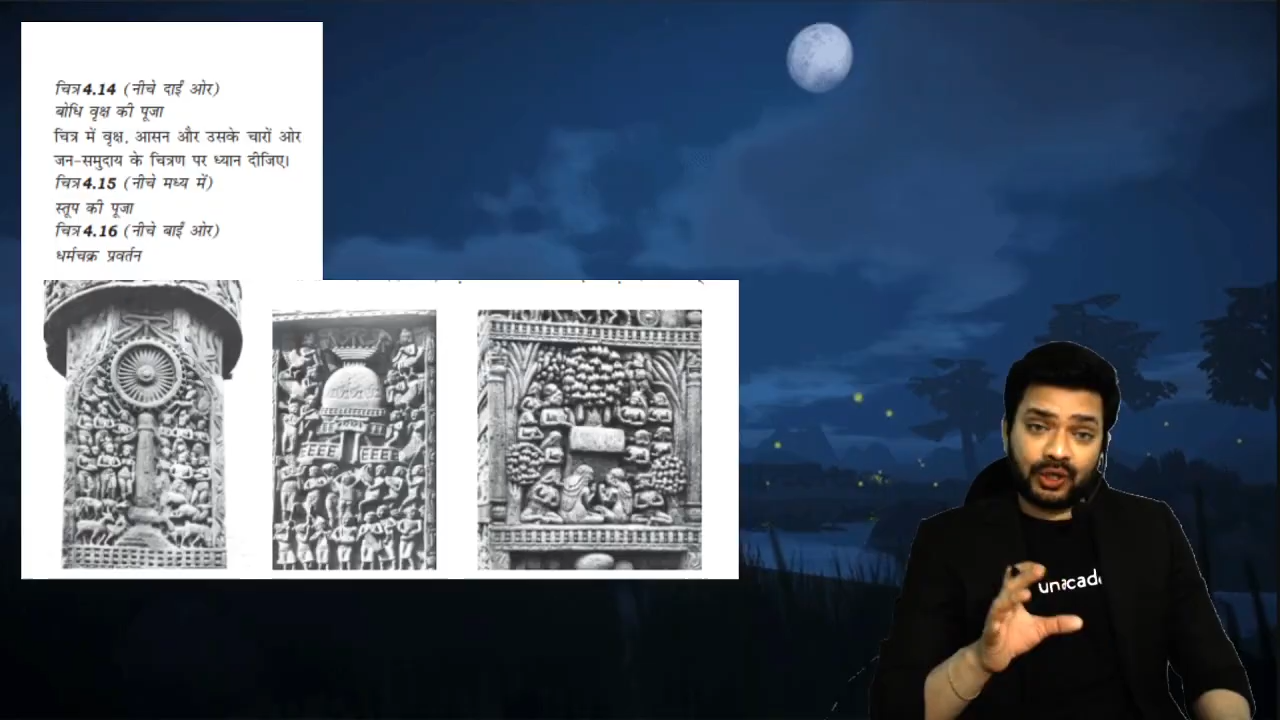 चित्र 4.14 (नीचे दाईं ओर)
बोधि वृक्ष की पूजा
चित्र में वृक्ष, आसन और उसके चारों ओर
जन-समुदाय के चित्रण पर ध्यान दीजिए।
चित्र 4.15 (नीचे मध्य में)
स्तूप की पूजा
चित्र 4.16 (नीचे बाईं ओर)
धर्मचक्र प्रवर्तन
unacade